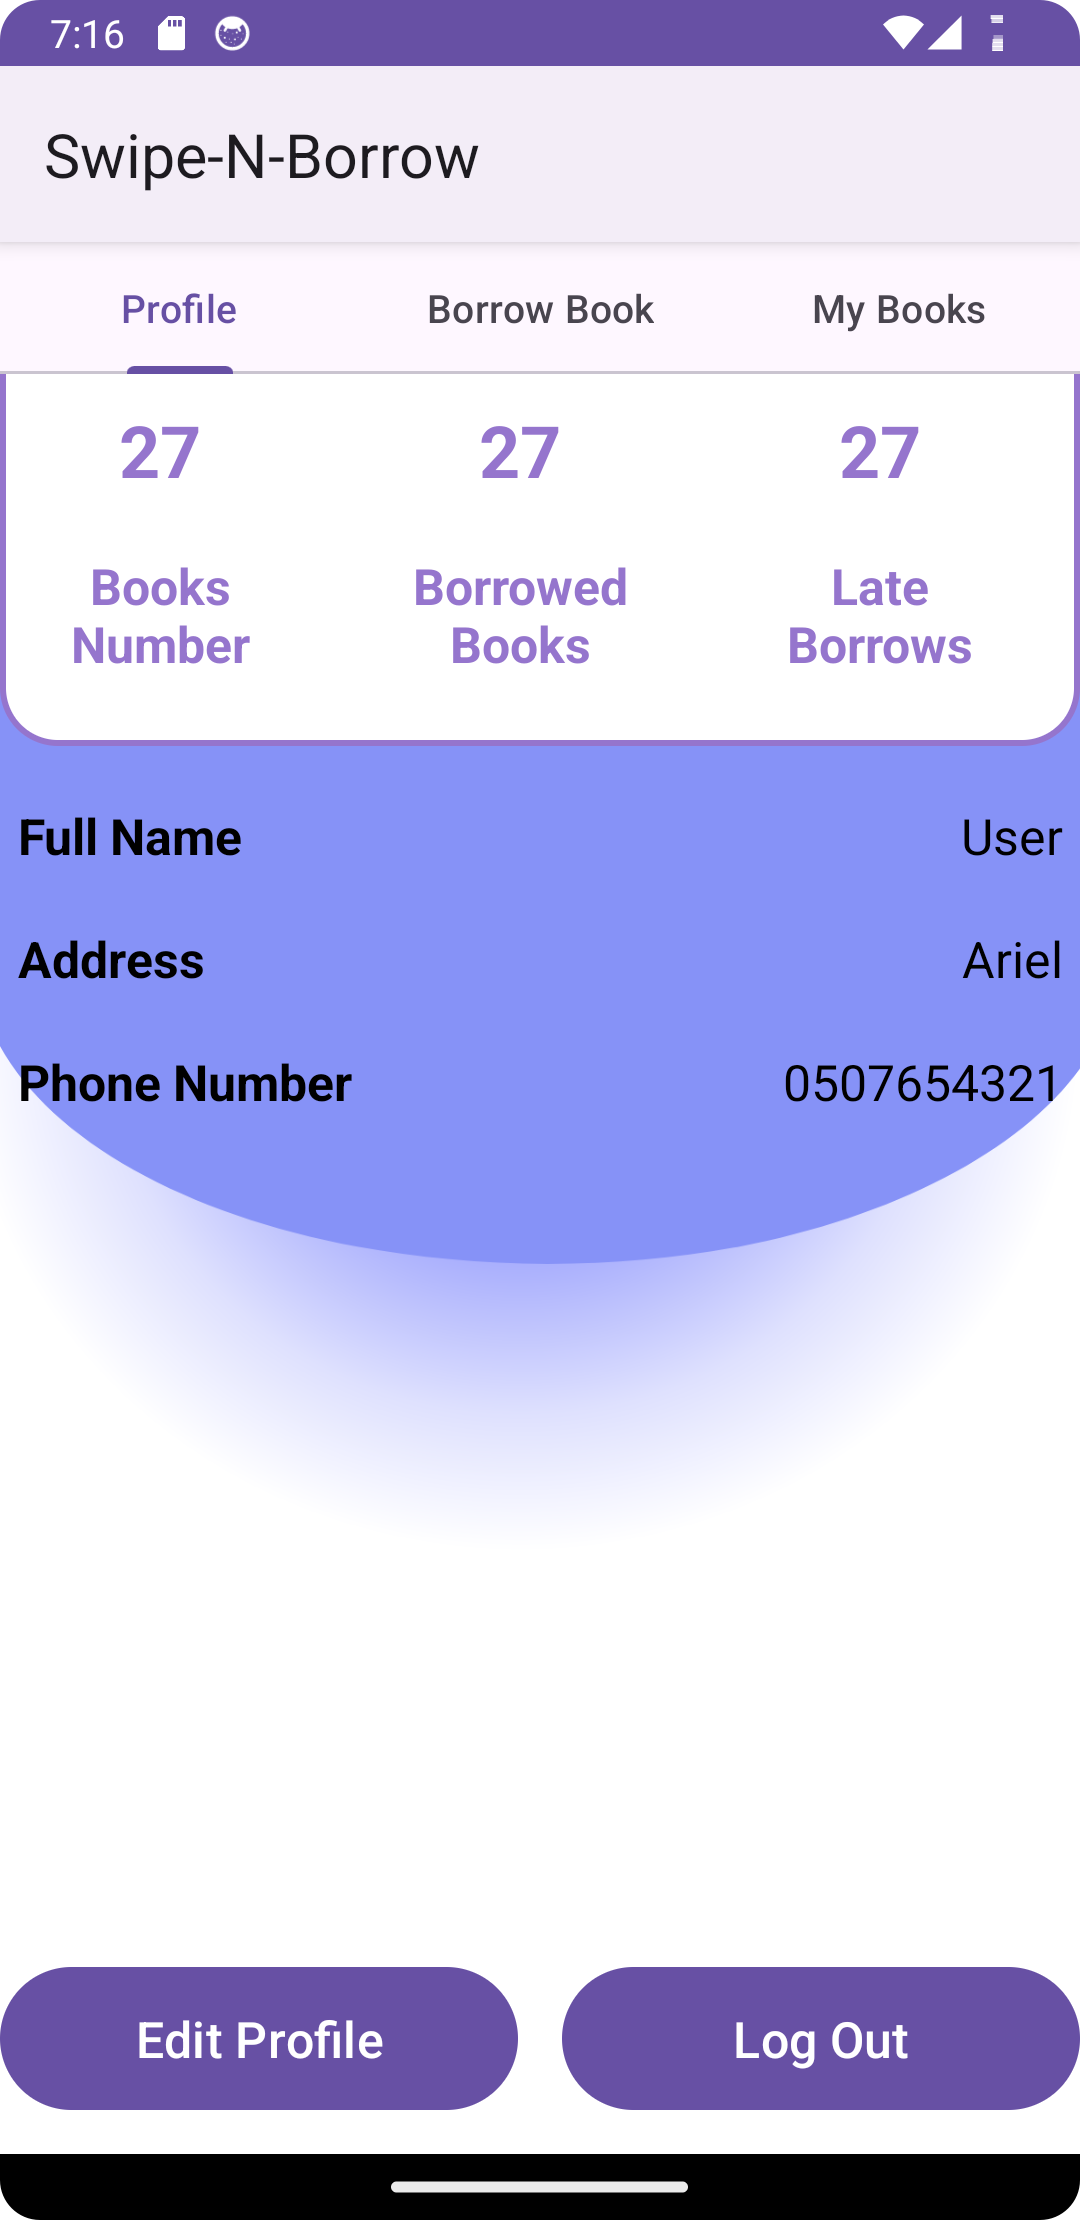 7:16
Swipe-N-Borrow
Profile Borrow Book My Books
27 27 27
Books Borrowed Late
Number Books Borrows
Full Name User
Address Ariel
Phone Number 0507654321
Edit Profile Log Out